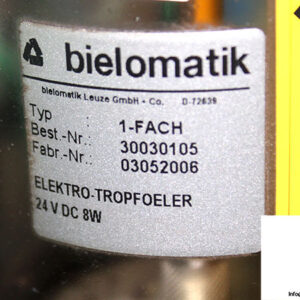 bielomatik
bielomatik Leuze GmbH + Co. D-72639
Typ : 1-FACH
Best.-Nr.: 30030105
Fabr.-Nr.: 03052006
ELEKTRO-TROPFOELER
24 V DC 8W